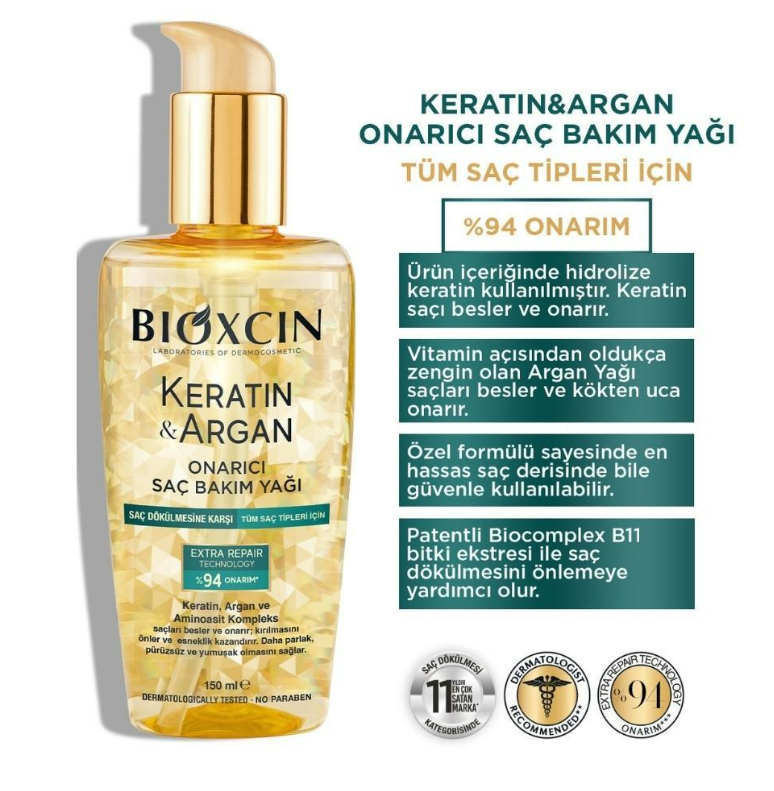 KERATIN&ARGAN
ONARICI SAÇ BAKIM YAĞI
TÜM SAÇ TİPLERİ İÇİN
%94 ONARIM
Ürün içeriğinde hidrolize
keratin kullanılmıştır. Keratin
saçı besler ve onarır.
Vitamin açısından oldukça
zengin olan Argan Yağı
saçları besler ve kökten uca
onarır.
Özel formülü sayesinde en
hassas saç derisinde bile
güvenle kullanılabilir.
Patentli Biocomplex B11
bitki ekstresi ile saç
dökülmesini önlemeye
yardımcı olur.
BIOXCIN
LABORATORIES OF DERMOCOSMETIC
KERATIN
& ARGAN
ONARICI
SAÇ BAKIM YAĞI
SAÇ DÖKÜLMESİNE KARŞI | TÜM SAÇ TİPLERİ İÇİN
EXTRA REPAIR
TECHNOLOGY
%94 ONARIM*
Keratin, Argan ve
Aminoasit Kompleks
saçları besler ve onarır; kırılmasını
önler ve esneklik kazandırır. Daha parlak,
pürüzsüz ve yumuşak olmasını sağlar.
150 ml e
DERMATOLOGICALLY TESTED - NO PARABEN
SAÇ DÖKÜLMESİ
11 YILDIR
EN ÇOK
SATAN
MARKA*
KATEGORİSİNDE
DERMATOLOGIST
RECOMMENDED**
EXTRA REPAIR TECHNOLOGY
%94
ONARIM***